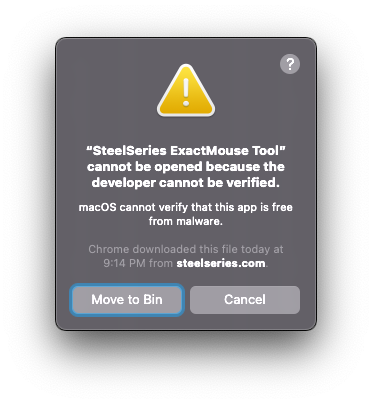 ?
“SteelSeries ExactMouse Tool”
cannot be opened because the
developer cannot be verified.
macOS cannot verify that this app is free
from malware.
Chrome downloaded this file today at
9:14 PM from steelseries.com.
Move to Bin
Cancel